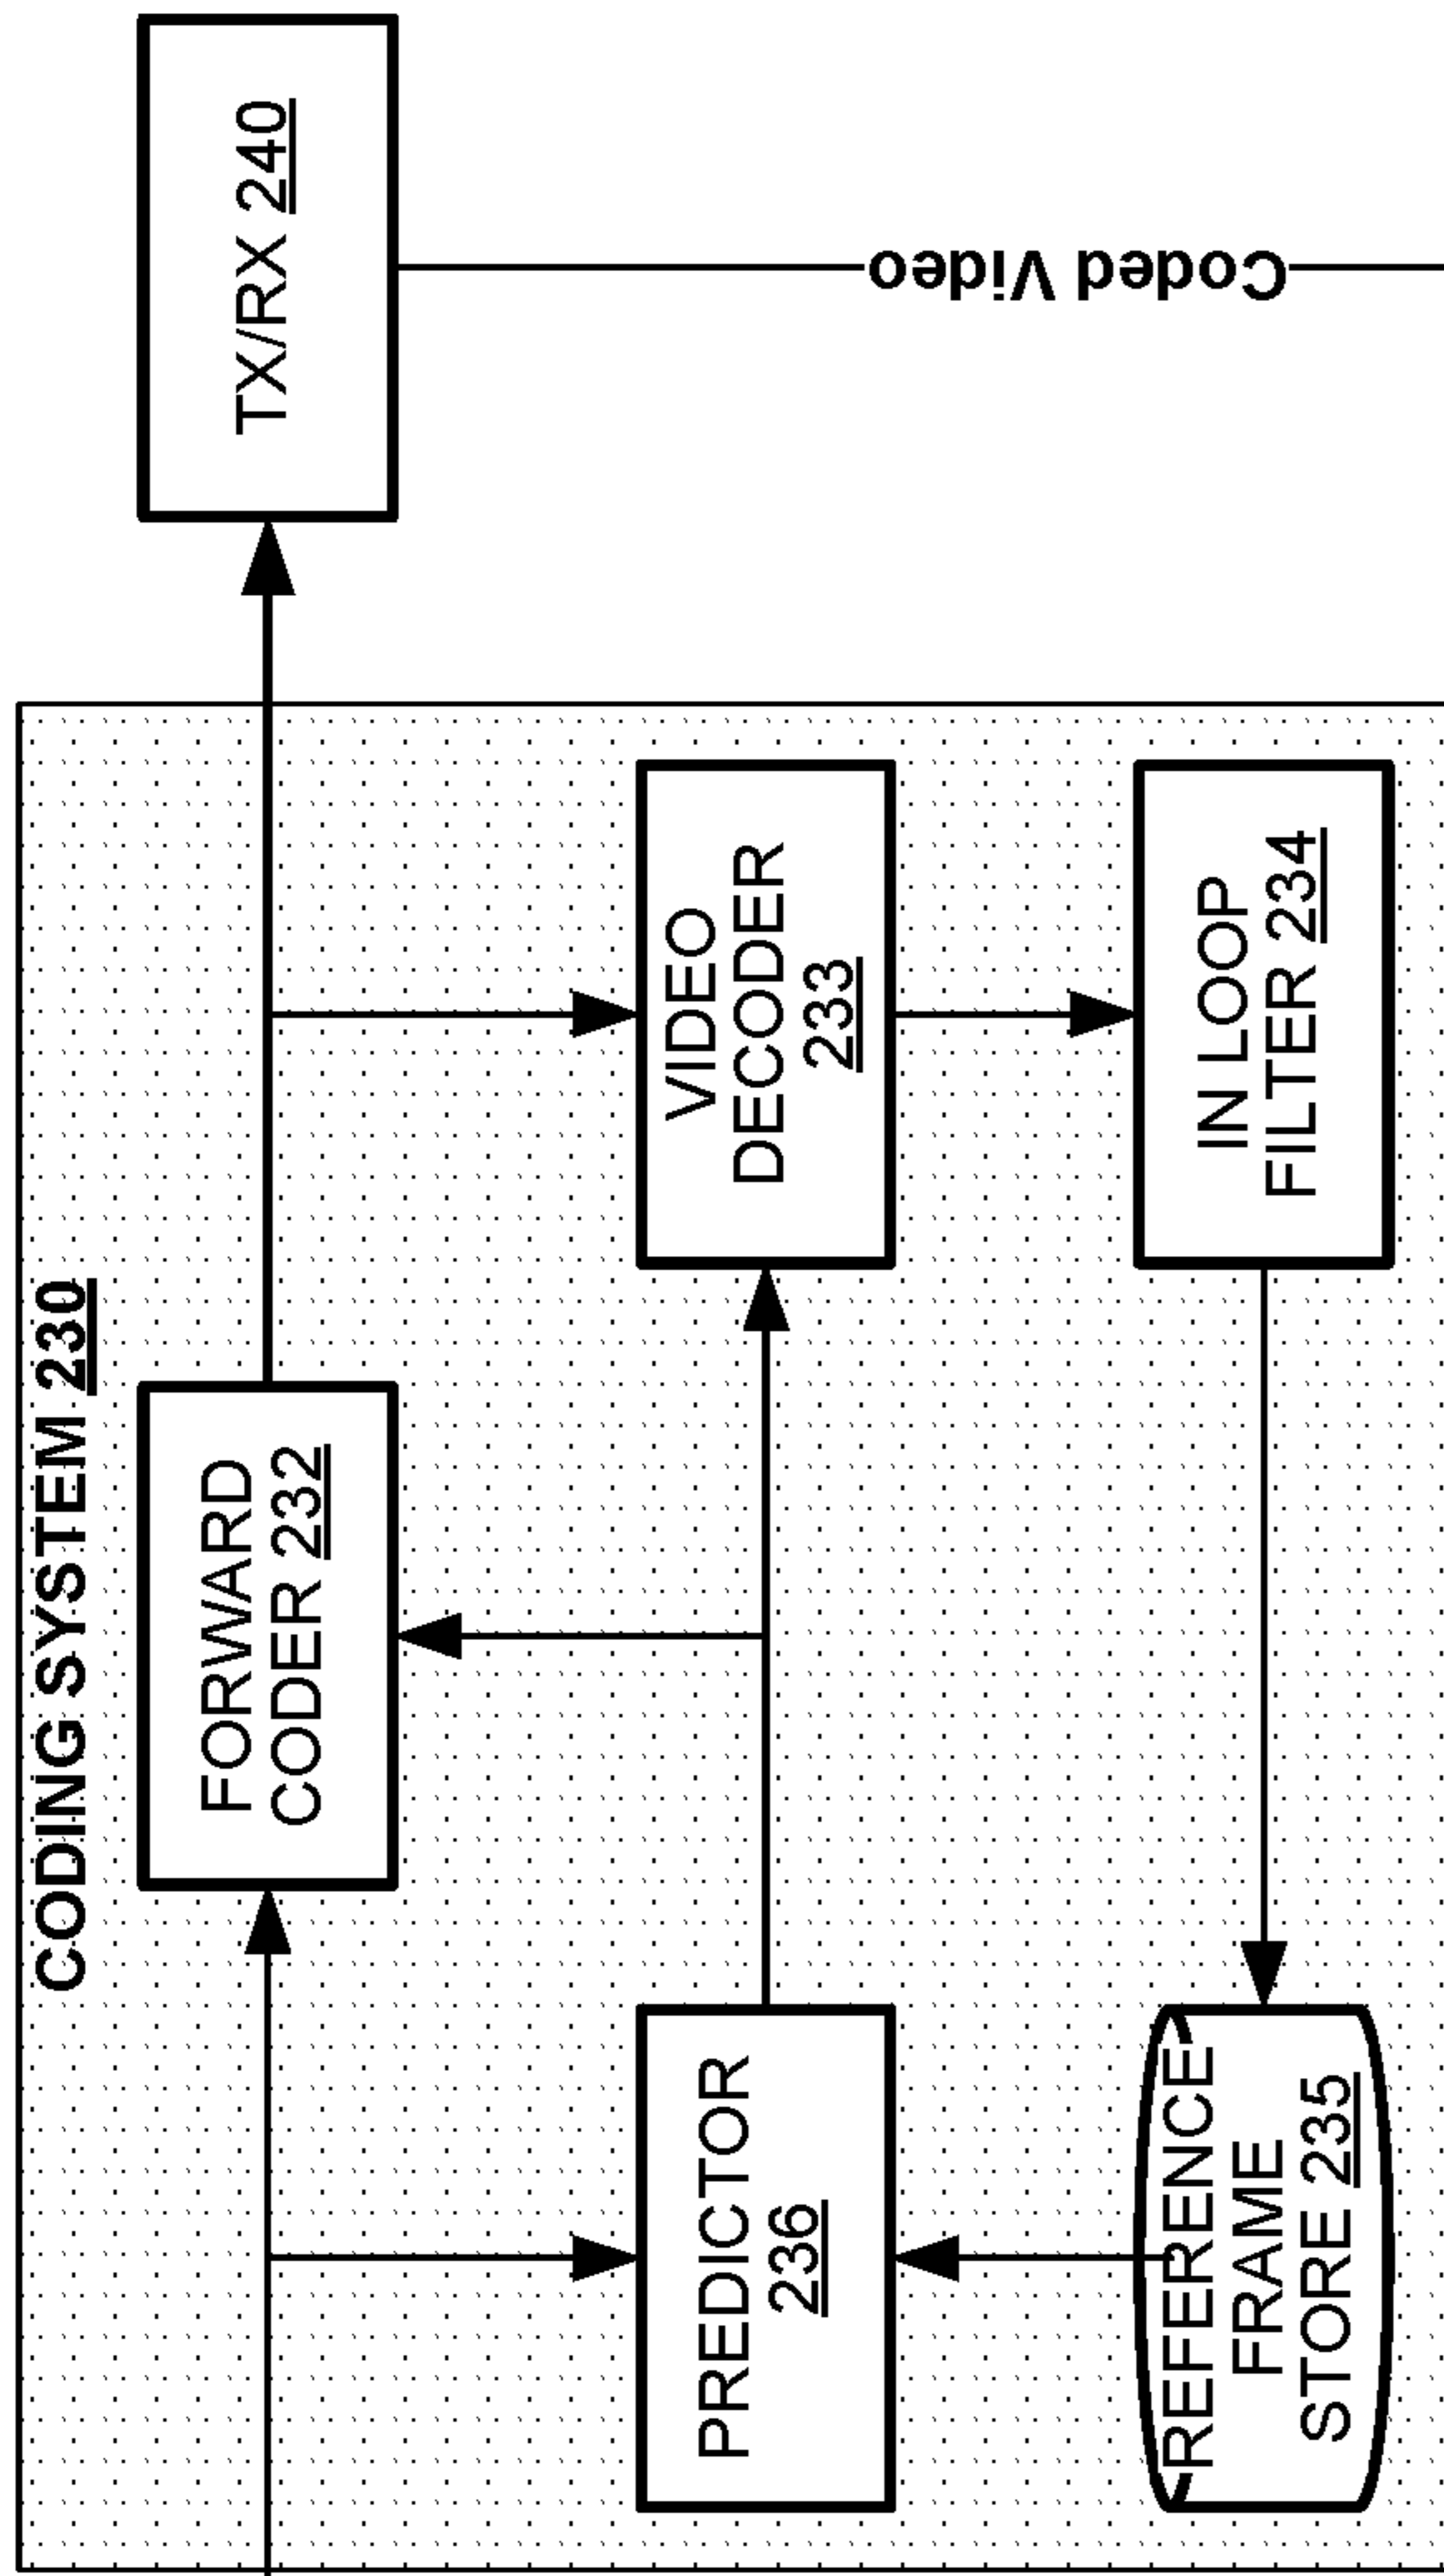 CODING SYSTEM 230
FORWARD
CODER 232
TX/RX 240
PREDICTOR
236
VIDEO
DECODER
233
REFERENCE
FRAME
STORE 235
IN LOOP
FILTER 234
Coded Video